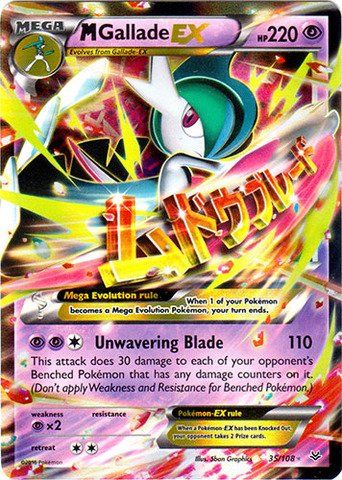 MEGA
M Gallade EX HP 220
Evolves from Gallade-EX
ムドウブレード
Mega Evolution rule
When 1 of your Pokémon
becomes a Mega Evolution Pokémon, your turn ends.
Unwavering Blade 110
This attack does 30 damage to each of your opponent's
Benched Pokémon that has any damage counters on it.
(Don't apply Weakness and Resistance for Benched Pokémon.)
weakness resistance
×2
retreat
Pokémon-EX rule
When a Pokémon-EX has been Knocked Out,
your opponent takes 2 Prize cards.
©2015 Pokémon
Illus. 5ban Graphics
35/108